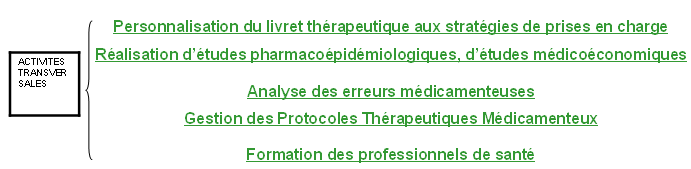 Personnalisation du livret thérapeutique aux stratégies de prises en charge
Réalisation d'études pharmacoépidémiologiques, d'études médicoéconomiques
ACTIVITES
TRANSVER
SALES
Analyse des erreurs médicamenteuses
Gestion des Protocoles Thérapeutiques Médicamenteux
Formation des professionnels de santé